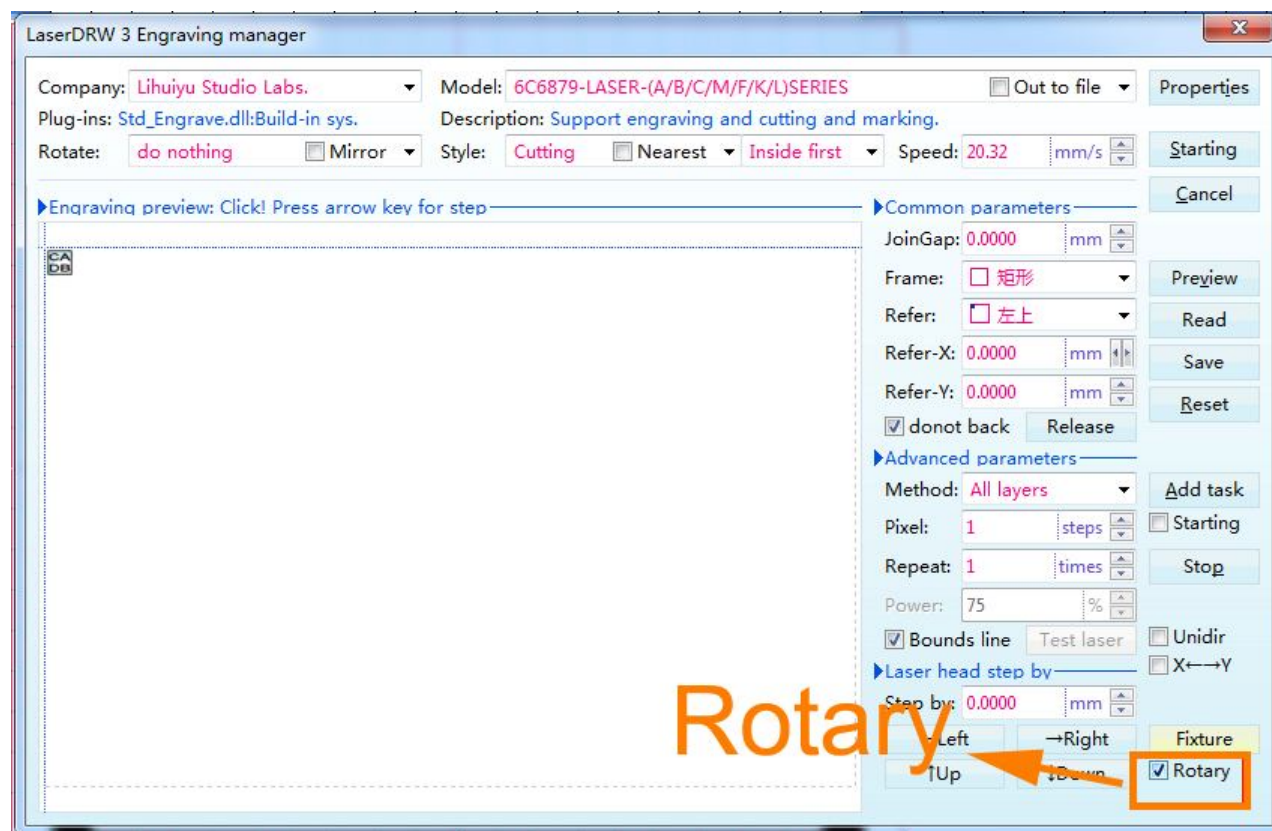 LaserDRW 3 Engraving manager
Company: Lihuiyu Studio Labs. Model: 6C6879-LASER-(A/B/C/M/F/K/L)SERIES Out to file Properties
Plug-ins: Std_Engrave.dll:Build-in sys. Description: Support engraving and cutting and marking.
Rotate: do nothing Mirror Style: Cutting Nearest Inside first Speed: 20.32 mm/s Starting
Cancel
Engraving preview: Click! Press arrow key for step
CA
DB
Common parameters
JoinGap: 0.0000 mm
Frame: 矩形 Preview
Refer: 左上 Read
Refer-X: 0.0000 mm Save
Refer-Y: 0.0000 mm Reset
donot back Release
Advanced parameters
Method: All layers Add task
Pixel: 1 steps Starting
Repeat: 1 times Stop
Power: 75 %
Bounds line Test laser Unidir
Laser head step by X←→Y
Step by: 0.0000 mm
Rotary
Left →Right Fixture
↑Up ↓Down Rotary